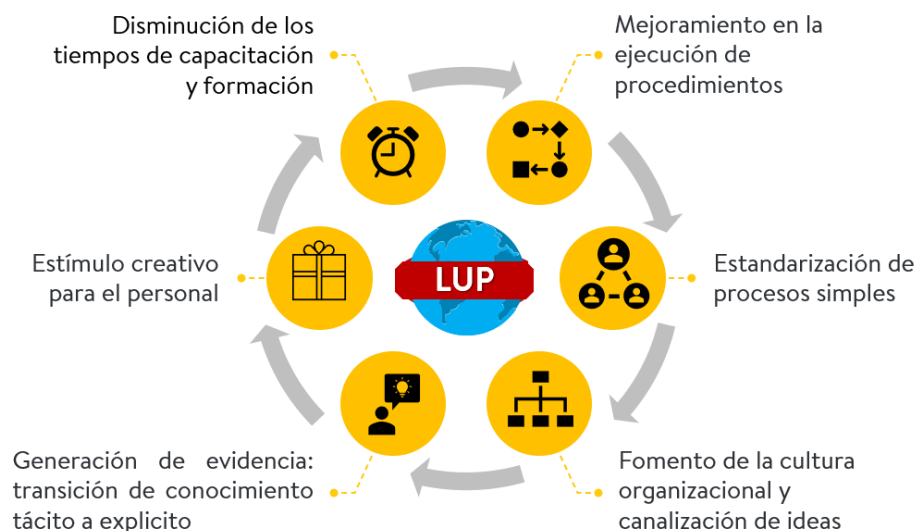 Disminución de los
tiempos de capacitación
y formación
Mejoramiento en la
ejecución de
procedimientos
Estímulo creativo
para el personal
LUP
Estandarización de
procesos simples
Generación de evidencia:
transición de conocimiento
tácito a explicito
Fomento de la cultura
organizacional y
canalización de ideas